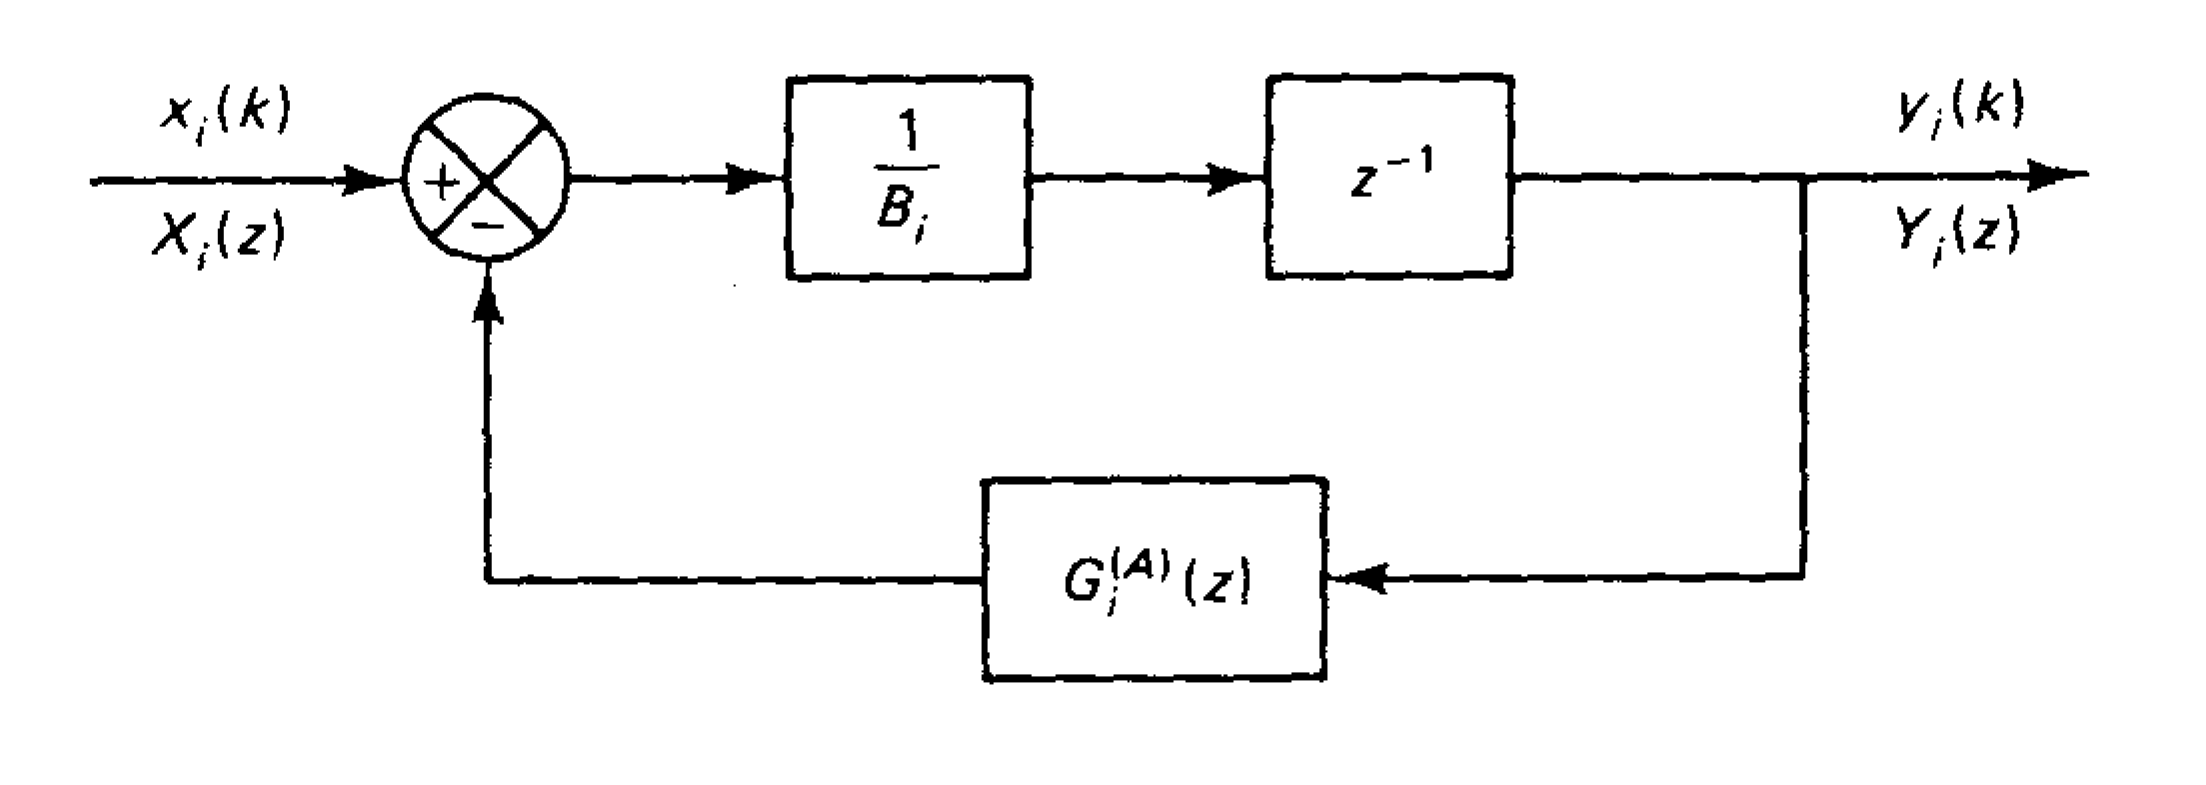 x_i(k)
X_i(z)
+
−
1
B_i
z^{-1}
y_i(k)
Y_i(z)
G_i^{(A)}(z)